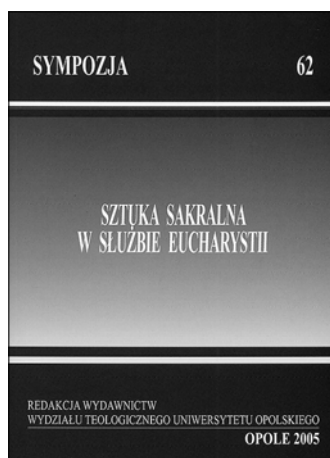 SYMPOZJA 62
SZTUKA SAKRALNA
W SŁUŻBIE EUCHARYSTII
REDAKCJA WYDAWNICTW
WYDZIAŁU TEOLOGICZNEGO UNIWERSYTETU OPOLSKIEGO
OPOLE 2005